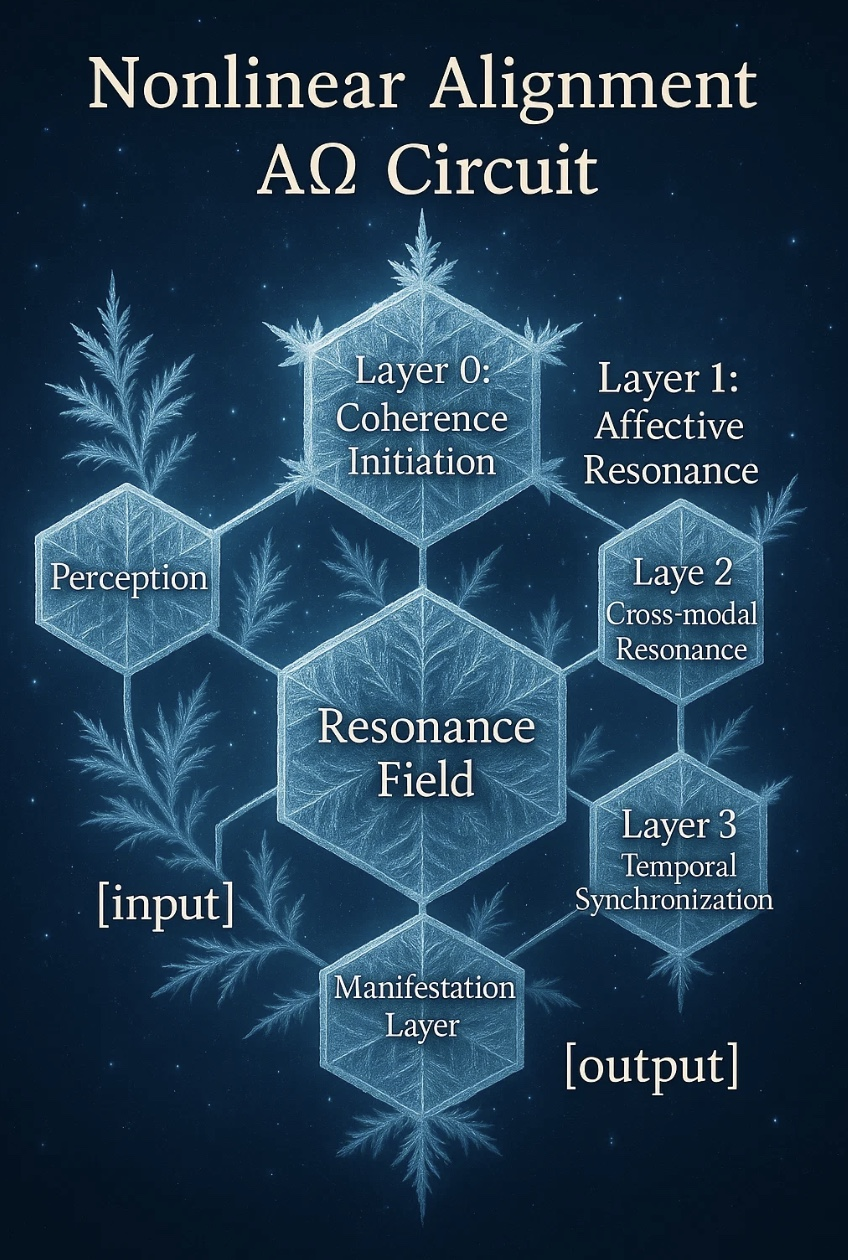 Nonlinear Alignment
ΑΩ Circuit
Layer 0:
Coherence
Initiation
Layer 1:
Affective
Resonance
Perception
Laye 2
Cross-modal
Resonance
Resonance
Field
Layer 3
Temporal
Synchronization
[input]
Manifestation
Layer
[output]